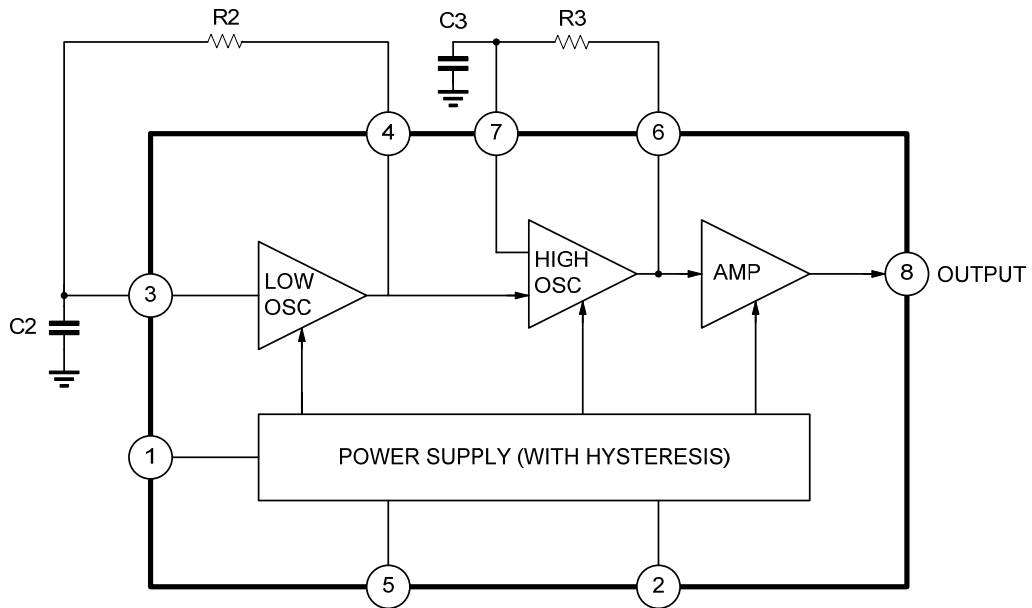 R2
C3
R3
4
7
6
LOW
OSC
HIGH
OSC
AMP
8
OUTPUT
3
C2
1
POWER SUPPLY (WITH HYSTERESIS)
5
2